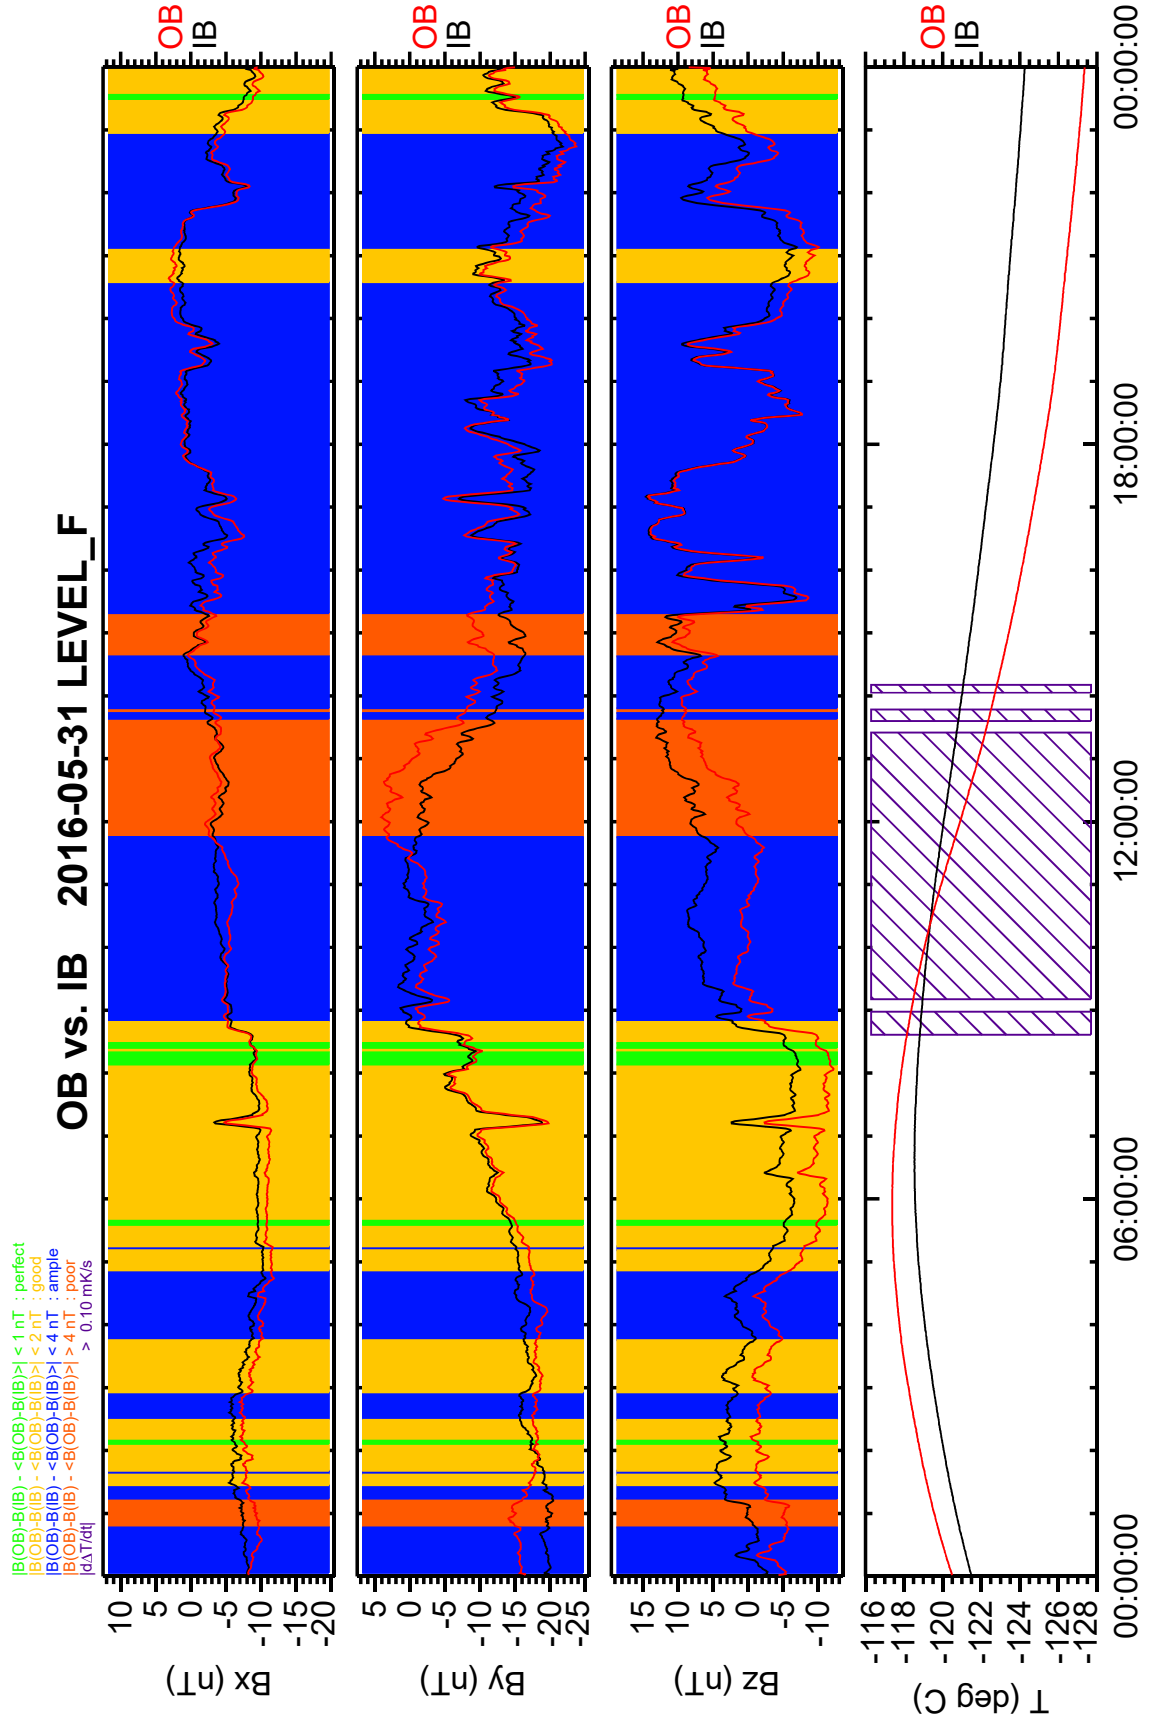 OB vs. IB 2016-05-31 LEVEL_F
|B(OB)-B(IB) - <B(OB)-B(IB)>| < 1 nT : perfect
|B(OB)-B(IB) - <B(OB)-B(IB)>| < 2 nT : good
|B(OB)-B(IB) - <B(OB)-B(IB)>| < 4 nT : ample
|B(OB)-B(IB) - <B(OB)-B(IB)>| > 4 nT : poor
|dΔT/dt| > 0.10 mK/s
Bx (nT)
10
5
0
-5
-10
-15
-20
OB
IB
By (nT)
5
0
-5
-10
-15
-20
-25
OB
IB
Bz (nT)
15
10
5
0
-5
-10
OB
IB
T (deg C)
-116
-118
-120
-122
-124
-126
-128
OB
IB
00:00:00
06:00:00
12:00:00
18:00:00
00:00:00